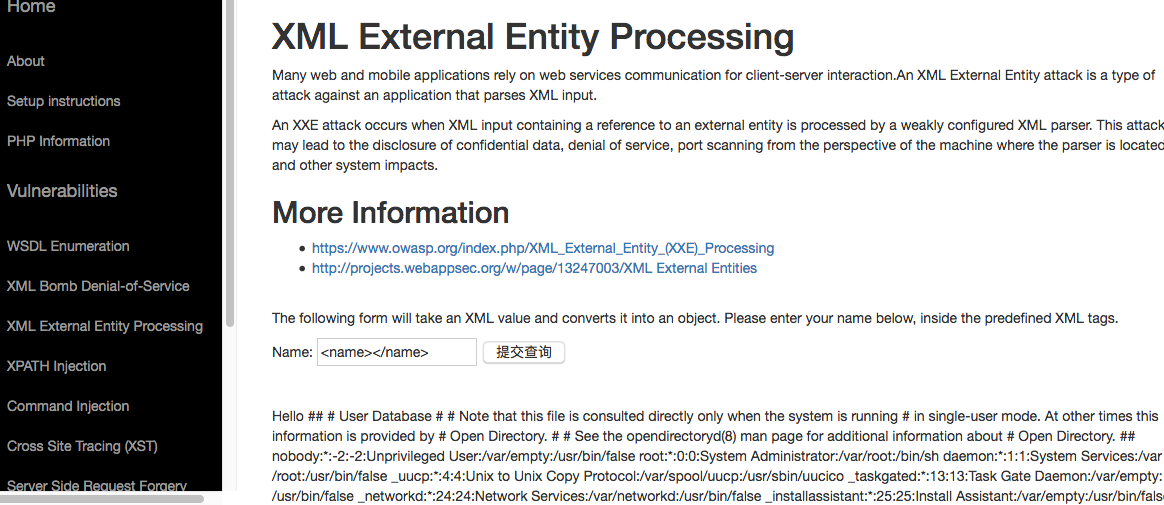 Home
About
Setup instructions
PHP Information
Vulnerabilities
WSDL Enumeration
XML Bomb Denial-of-Service
XML External Entity Processing
XPATH Injection
Command Injection
Cross Site Tracing (XST)
Server Side Request Forgery
XML External Entity Processing
Many web and mobile applications rely on web services communication for client-server interaction.An XML External Entity attack is a type of
attack against an application that parses XML input.
An XXE attack occurs when XML input containing a reference to an external entity is processed by a weakly configured XML parser. This attack
may lead to the disclosure of confidential data, denial of service, port scanning from the perspective of the machine where the parser is located
and other system impacts.
More Information
• https://www.owasp.org/index.php/XML_External_Entity_(XXE)_Processing
• http://projects.webappsec.org/w/page/13247003/XML External Entities
The following form will take an XML value and converts it into an object. Please enter your name below, inside the predefined XML tags.
Name: <name></name> 提交查询
Hello ## # User Database # # Note that this file is consulted directly only when the system is running # in single-user mode. At other times this
information is provided by # Open Directory. # # See the opendirectoryd(8) man page for additional information about # Open Directory. ##
nobody:*:-2:-2:Unprivileged User:/var/empty:/usr/bin/false root:*:0:0:System Administrator:/var/root:/bin/sh daemon:*:1:1:System Services:/var
/root:/usr/bin/false _uucp:*:4:4:Unix to Unix Copy Protocol:/var/spool/uucp:/usr/sbin/uucico _taskgated:*:13:13:Task Gate Daemon:/var/empty:
/usr/bin/false _networkd:*:24:24:Network Services:/var/networkd:/usr/bin/false _installassistant:*:25:25:Install Assistant:/var/empty:/usr/bin/false